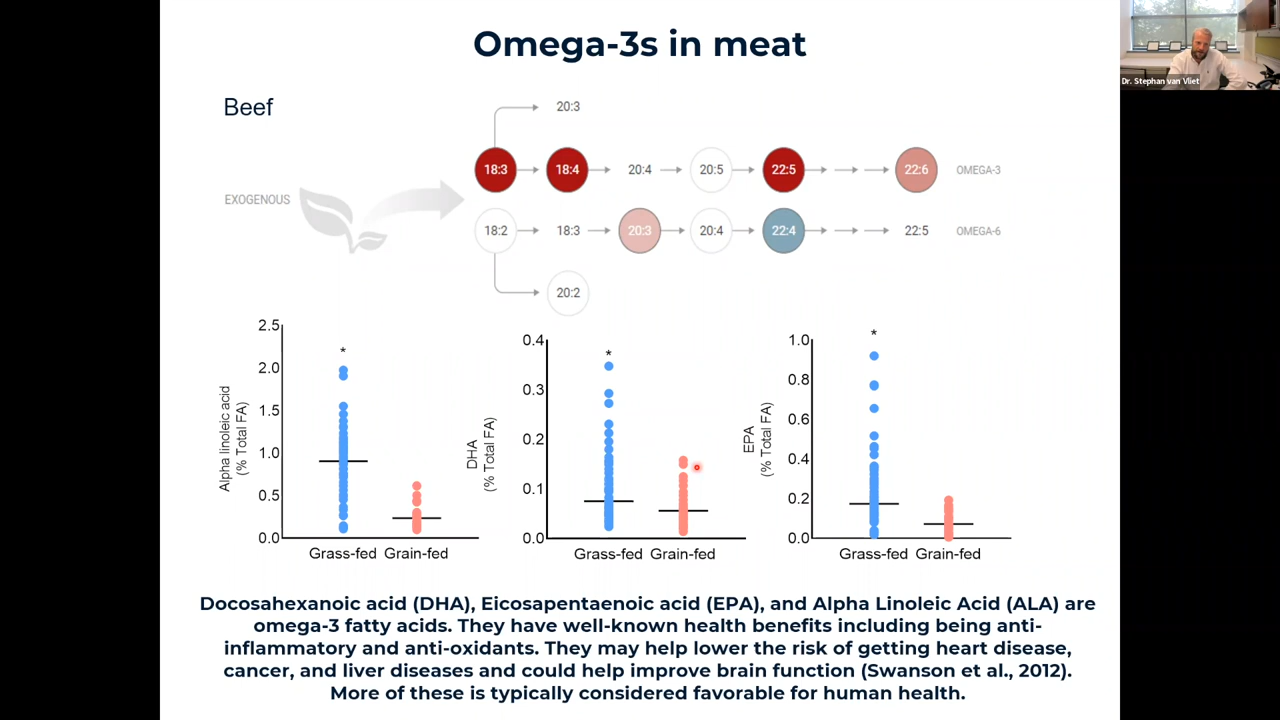 Omega-3s in meat
Dr. Stephan van Vliet
Beef
20:3
18:3 18:4 20:4 20:5 22:5 22:6 OMEGA-3
EXOGENOUS
18:2 18:3 20:3 20:4 22:4 22:5 OMEGA-6
20:2
Alpha linoleic acid
(% Total FA)
2.5
2.0
1.5
1.0
0.5
0.0
*
Grass-fed Grain-fed
DHA
(% Total FA)
0.4
0.3
0.2
0.1
0.0
*
Grass-fed Grain-fed
EPA
(% Total FA)
1.0
0.8
0.6
0.4
0.2
0.0
*
Grass-fed Grain-fed
Docosahexanoic acid (DHA), Eicosapentaenoic acid (EPA), and Alpha Linoleic Acid (ALA) are
omega-3 fatty acids. They have well-known health benefits including being anti-
inflammatory and anti-oxidants. They may help lower the risk of getting heart disease,
cancer, and liver diseases and could help improve brain function (Swanson et al., 2012).
More of these is typically considered favorable for human health.